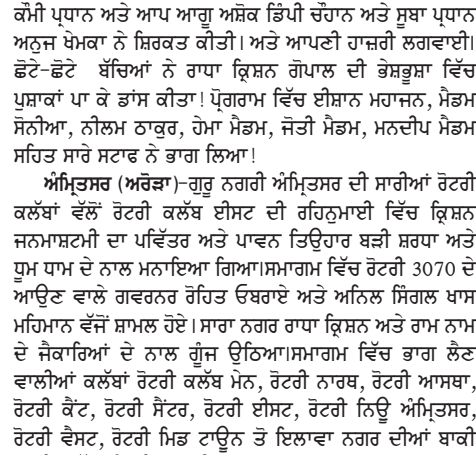 ਕੌਮੀ ਪ੍ਰਧਾਨ ਅਤੇ ਆਪ ਆਗੂ ਅਸ਼ੋਕ ਡਿੰਪੀ ਚੌਹਾਨ ਅਤੇ ਸੂਬਾ ਪ੍ਰਧਾਨ
ਅਨੁਜ ਖੇਮਕਾ ਨੇ ਸ਼ਿਰਕਤ ਕੀਤੀ। ਅਤੇ ਆਪਣੀ ਹਾਜ਼ਰੀ ਲਗਵਾਈ।
ਛੋਟੇ-ਛੋਟੇ ਬੱਚਿਆਂ ਨੇ ਰਾਧਾ ਕ੍ਰਿਸ਼ਨ ਗੋਪਾਲ ਦੀ ਭੇਸ਼ਭੂਸ਼ਾ ਵਿੱਚ
ਪੁਸ਼ਾਕਾਂ ਪਾ ਕੇ ਡਾਂਸ ਕੀਤਾ! ਪ੍ਰੋਗਰਾਮ ਵਿੱਚ ਈਸ਼ਾਨ ਮਹਾਜਨ, ਮੈਡਮ
ਸੋਨੀਆ, ਨੀਲਮ ਠਾਕੁਰ, ਹੇਮਾ ਮੈਡਮ, ਜੋਤੀ ਮੈਡਮ, ਮਨਦੀਪ ਮੈਡਮ
ਸਹਿਤ ਸਾਰੇ ਸਟਾਫ ਨੇ ਭਾਗ ਲਿਆ!
ਅੰਮ੍ਰਿਤਸਰ (ਅਰੋੜਾ)-ਗੁਰੂ ਨਗਰੀ ਅੰਮ੍ਰਿਤਸਰ ਦੀ ਸਾਰੀਆਂ ਰੋਟਰੀ
ਕਲੱਬਾਂ ਵੱਲੋਂ ਰੋਟਰੀ ਕਲੱਬ ਈਸਟ ਦੀ ਰਹਿਨੁਮਾਈ ਵਿੱਚ ਕ੍ਰਿਸ਼ਨ
ਜਨਮਾਸ਼ਟਮੀ ਦਾ ਪਵਿੱਤਰ ਅਤੇ ਪਾਵਨ ਤਿਉਹਾਰ ਬੜੀ ਸ਼ਰਧਾ ਅਤੇ
ਧੂਮ ਧਾਮ ਦੇ ਨਾਲ ਮਨਾਇਆ ਗਿਆ।ਸਮਾਗਮ ਵਿੱਚ ਰੋਟਰੀ 3070 ਦੇ
ਆਉਣ ਵਾਲੇ ਗਵਰਨਰ ਰੋਹਿਤ ਓਬਰਾਏ ਅਤੇ ਅਨਿਲ ਸਿੰਗਲ ਖਾਸ
ਮਹਿਮਾਨ ਵੱਜੋਂ ਸ਼ਾਮਲ ਹੋਏ। ਸਾਰਾ ਨਗਰ ਰਾਧਾ ਕ੍ਰਿਸ਼ਨ ਅਤੇ ਰਾਮ ਨਾਮ
ਦੇ ਜੈਕਾਰਿਆਂ ਦੇ ਨਾਲ ਗੂੰਜ ਉਠਿਆ।ਸਮਾਗਮ ਵਿੱਚ ਭਾਗ ਲੈਣ
ਵਾਲੀਆਂ ਕਲੱਬਾਂ ਰੋਟਰੀ ਕਲੱਬ ਮੇਨ, ਰੋਟਰੀ ਨਾਰਥ, ਰੋਟਰੀ ਆਸਥਾ,
ਰੋਟਰੀ ਕੈਂਟ, ਰੋਟਰੀ ਸੈਂਟਰ, ਰੋਟਰੀ ਈਸਟ, ਰੋਟਰੀ ਨਿਊ ਅੰਮ੍ਰਿਤਸਰ,
ਰੋਟਰੀ ਵੈਸਟ, ਰੋਟਰੀ ਮਿਡ ਟਾਊਨ ਤੋ ਇਲਾਵਾ ਨਗਰ ਦੀਆਂ ਬਾਕੀ